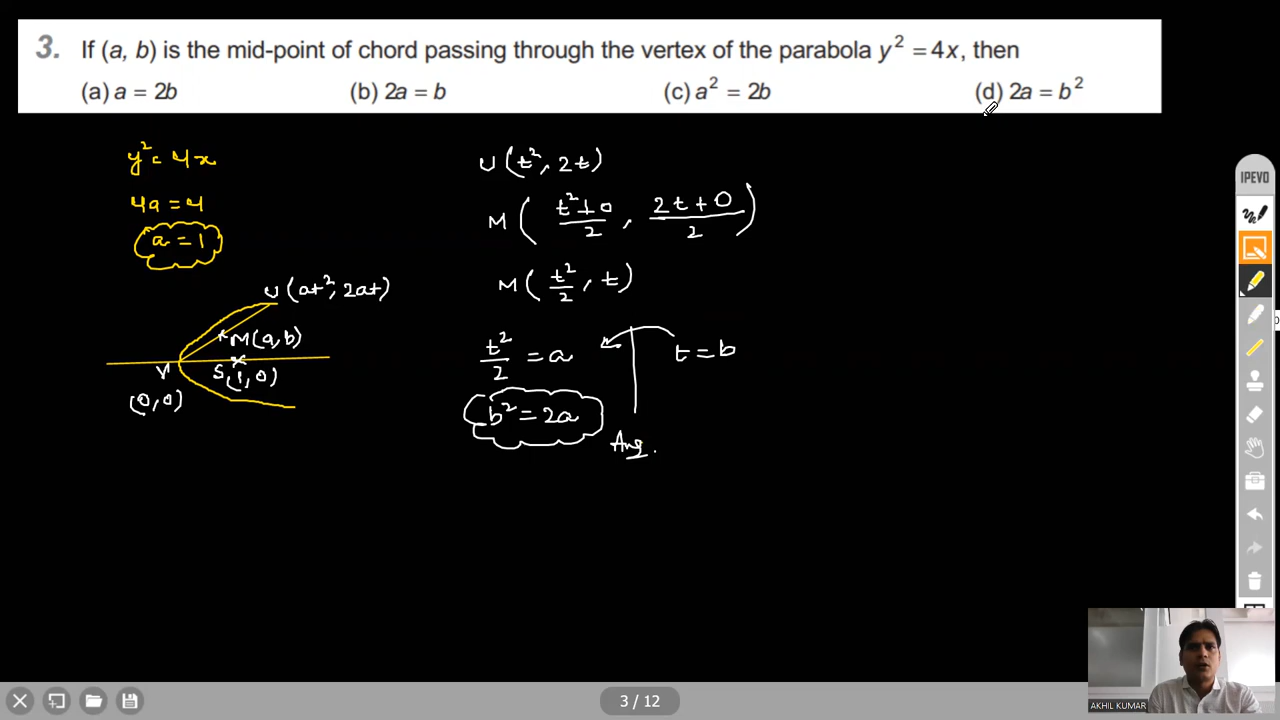 3. If (a, b) is the mid-point of chord passing through the vertex of the parabola y² = 4x, then
(a) a = 2b (b) 2a = b (c) a² = 2b (d) 2a = b²
y² = 4x
4a = 4
a = 1
U (at², 2at)
M(a, b)
V
S(1, 0)
(0, 0)
U (t², 2t)
M ( t²+0/2 , 2t+0/2 )
M ( t²/2 , t )
t²/2 = a
t = b
b² = 2a
Ans.
IPEVO
3 / 12
AKHIL KUMAR